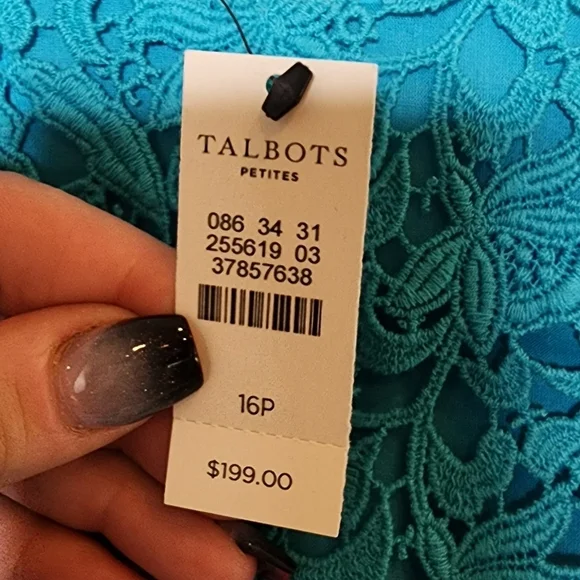 TALBOTS
PETITES
086 34 31
255619 03
37857638
16P
$199.00